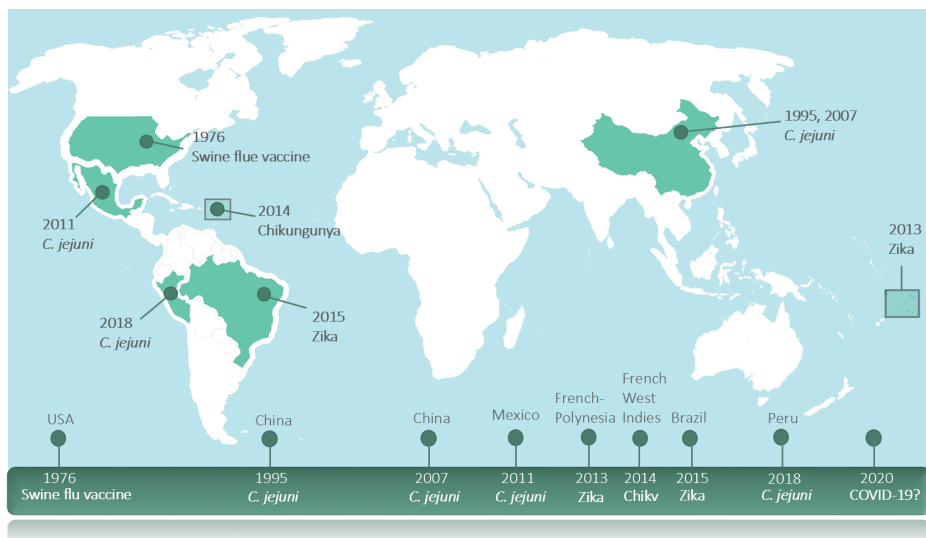 1976
Swine flue vaccine
1995, 2007
C. jejuni
2011
C. jejuni
2014
Chikungunya
2013
Zika
2018
C. jejuni
2015
Zika
USA
China
China
Mexico
French-
Polynesia
French
West
Indies
Brazil
Peru
1976
Swine flu vaccine
1995
C. jejuni
2007
C. jejuni
2011
C. jejuni
2013
Zika
2014
Chikv
2015
Zika
2018
C. jejuni
2020
COVID-19?